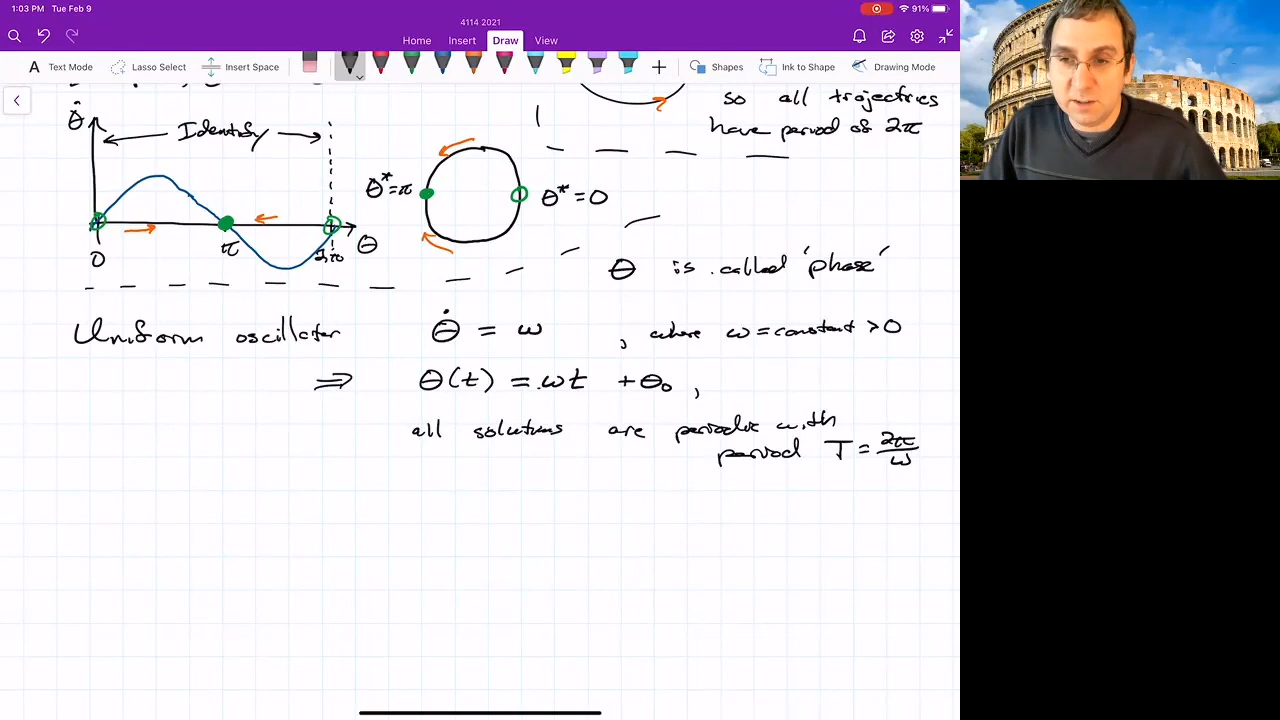 1:03 PM Tue Feb 9
91%
4114 2021
Home Insert Draw View
Text Mode Lasso Select Insert Space Shapes Ink to Shape Drawing Mode
so all trajectories
have period of 2π
θ̇
Identify
0 π 2π θ
θ*=π θ*=0
θ is called 'phase'
Uniform oscillator θ̇ = ω , where ω = constant > 0
⇒ θ(t) = ωt + θ₀ ,
all solutions are periodic with
period T = 2π/ω